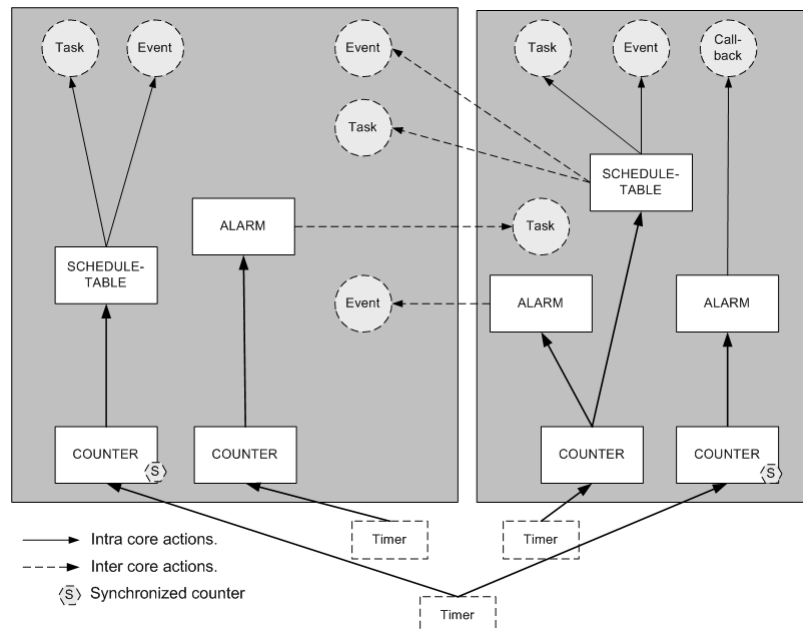 Task
Event
Event
Task
Event
Call-
back
Task
SCHEDULE-
TABLE
ALARM
Task
SCHEDULE-
TABLE
Event
ALARM
ALARM
COUNTER
S
COUNTER
COUNTER
COUNTER
S
Timer
Timer
Intra core actions.
Inter core actions.
S Synchronized counter
Timer